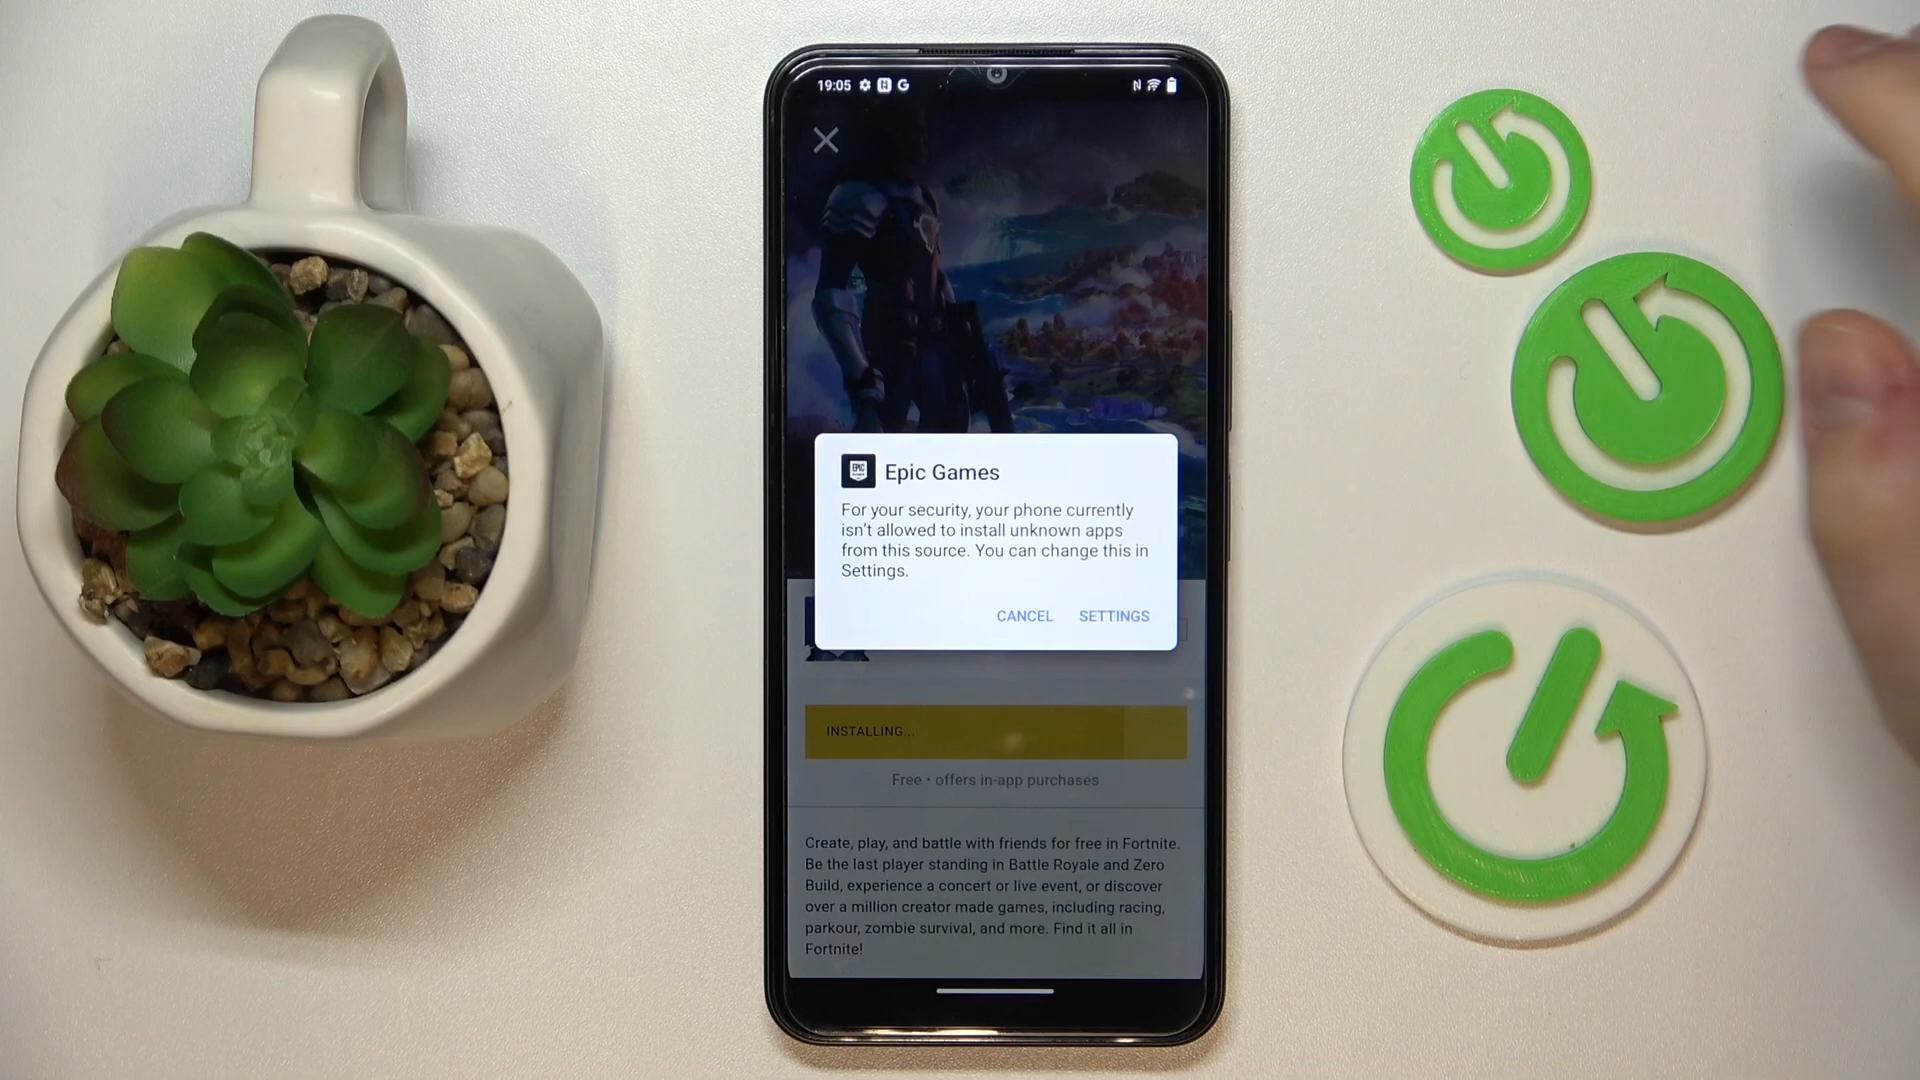 19:05
Epic Games
For your security, your phone currently
isn't allowed to install unknown apps
from this source. You can change this in
Settings.
CANCEL SETTINGS
INSTALLING...
Free • offers in-app purchases
Create, play, and battle with friends for free in Fortnite.
Be the last player standing in Battle Royale and Zero
Build, experience a concert or live event, or discover
over a million creator made games, including racing,
parkour, zombie survival, and more. Find it all in
Fortnite!